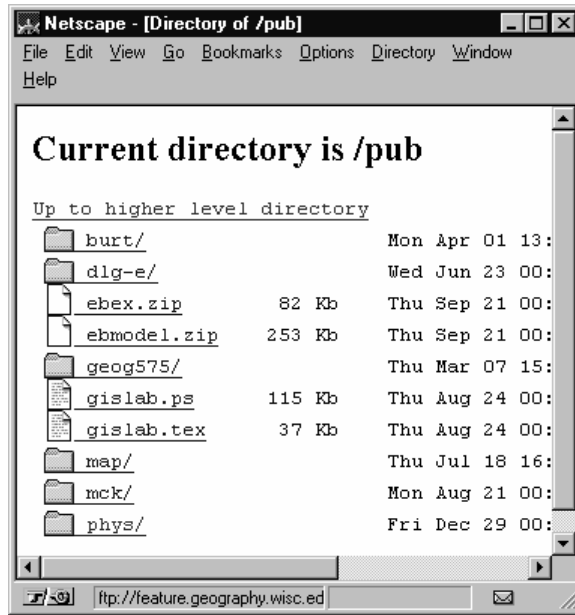 Netscape - [Directory of /pub]
File Edit View Go Bookmarks Options Directory Window
Help
Current directory is /pub
Up to higher level directory
burt/ Mon Apr 01 13:
dlg-e/ Wed Jun 23 00:
ebex.zip 82 Kb Thu Sep 21 00:
ebmodel.zip 253 Kb Thu Sep 21 00:
geog575/ Thu Mar 07 15:
gislab.ps 115 Kb Thu Aug 24 00:
gislab.tex 37 Kb Thu Aug 24 00:
map/ Thu Jul 18 16:
mck/ Mon Aug 21 00:
phys/ Fri Dec 29 00:
ftp://feature.geography.wisc.ed